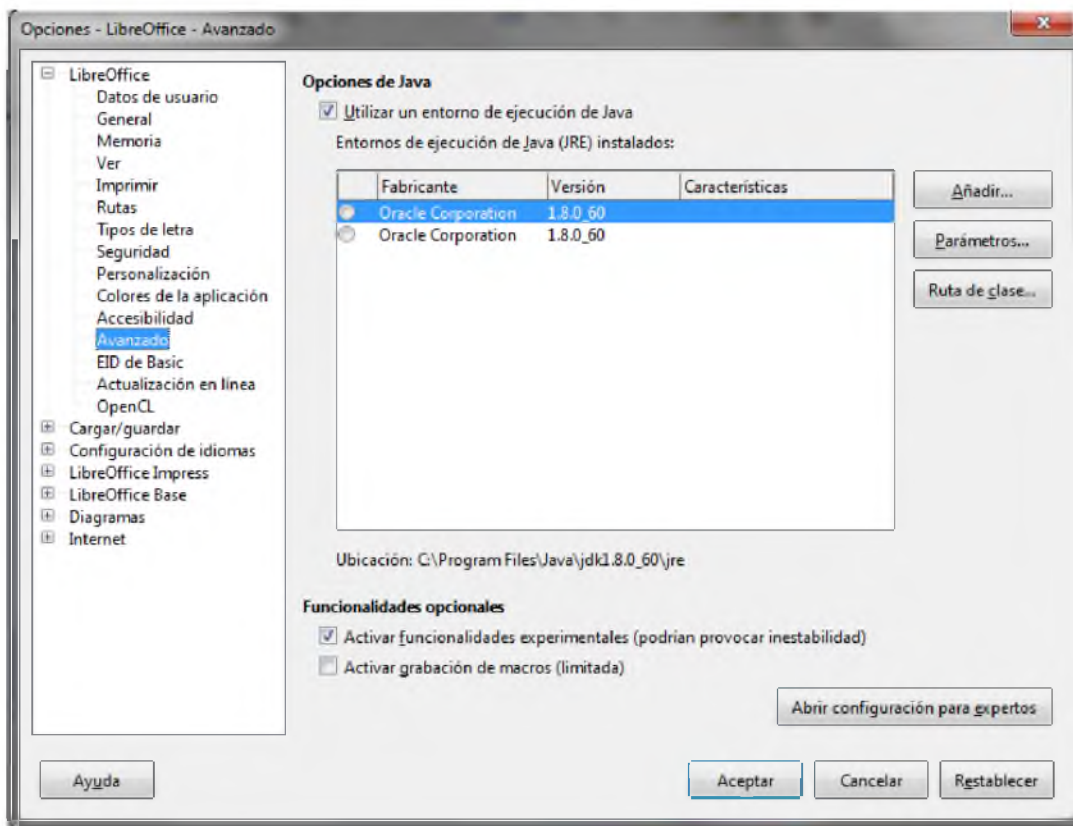 Opciones - LibreOffice - Avanzado
LibreOffice
Datos de usuario
General
Memoria
Ver
Imprimir
Rutas
Tipos de letra
Seguridad
Personalización
Colores de la aplicación
Accesibilidad
Avanzado
EID de Basic
Actualización en línea
OpenCL
Cargar/guardar
Configuración de idiomas
LibreOffice Impress
LibreOffice Base
Diagramas
Internet
Opciones de Java
Utilizar un entorno de ejecución de Java
Entornos de ejecución de Java (JRE) instalados:
Fabricante Versión Características
Oracle Corporation 1.8.0_60
Oracle Corporation 1.8.0_60
Añadir...
Parámetros...
Ruta de clase...
Ubicación: C:\Program Files\Java\jdk1.8.0_60\jre
Funcionalidades opcionales
Activar funcionalidades experimentales (podrían provocar inestabilidad)
Activar grabación de macros (limitada)
Abrir configuración para expertos
Ayuda Aceptar Cancelar Restablecer